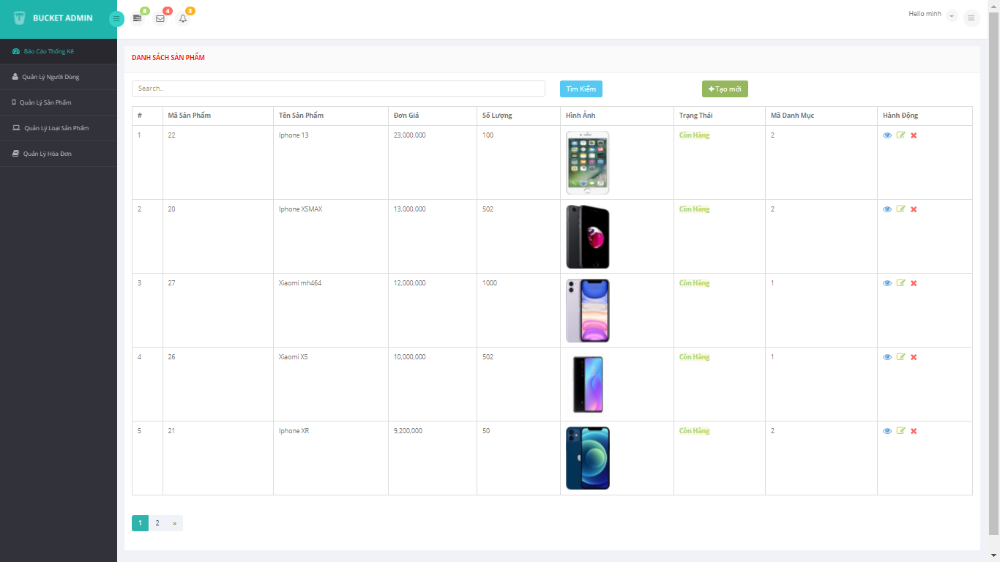 BUCKET ADMIN
8
4
3
Hello minh
Báo Cáo Thống Kê
Quản Lý Người Dùng
Quản Lý Sản Phẩm
Quản Lý Loại Sản Phẩm
Quản Lý Hóa Đơn
DANH SÁCH SẢN PHẨM
Search..
Tìm Kiếm
Tạo mới
# Mã Sản Phẩm Tên Sản Phẩm Đơn Giá Số Lượng Hình Ảnh Trạng Thái Mã Danh Mục Hành Động
1 22 Iphone 13 23,000,000 100 Còn Hàng 2
2 20 Iphone XSMAX 13,000,000 502 Còn Hàng 2
3 27 Xiaomi mh464 12,000,000 1000 Còn Hàng 1
4 26 Xiaomi X5 10,000,000 502 Còn Hàng 1
5 21 Iphone XR 9,200,000 50 Còn Hàng 2
1 2 »